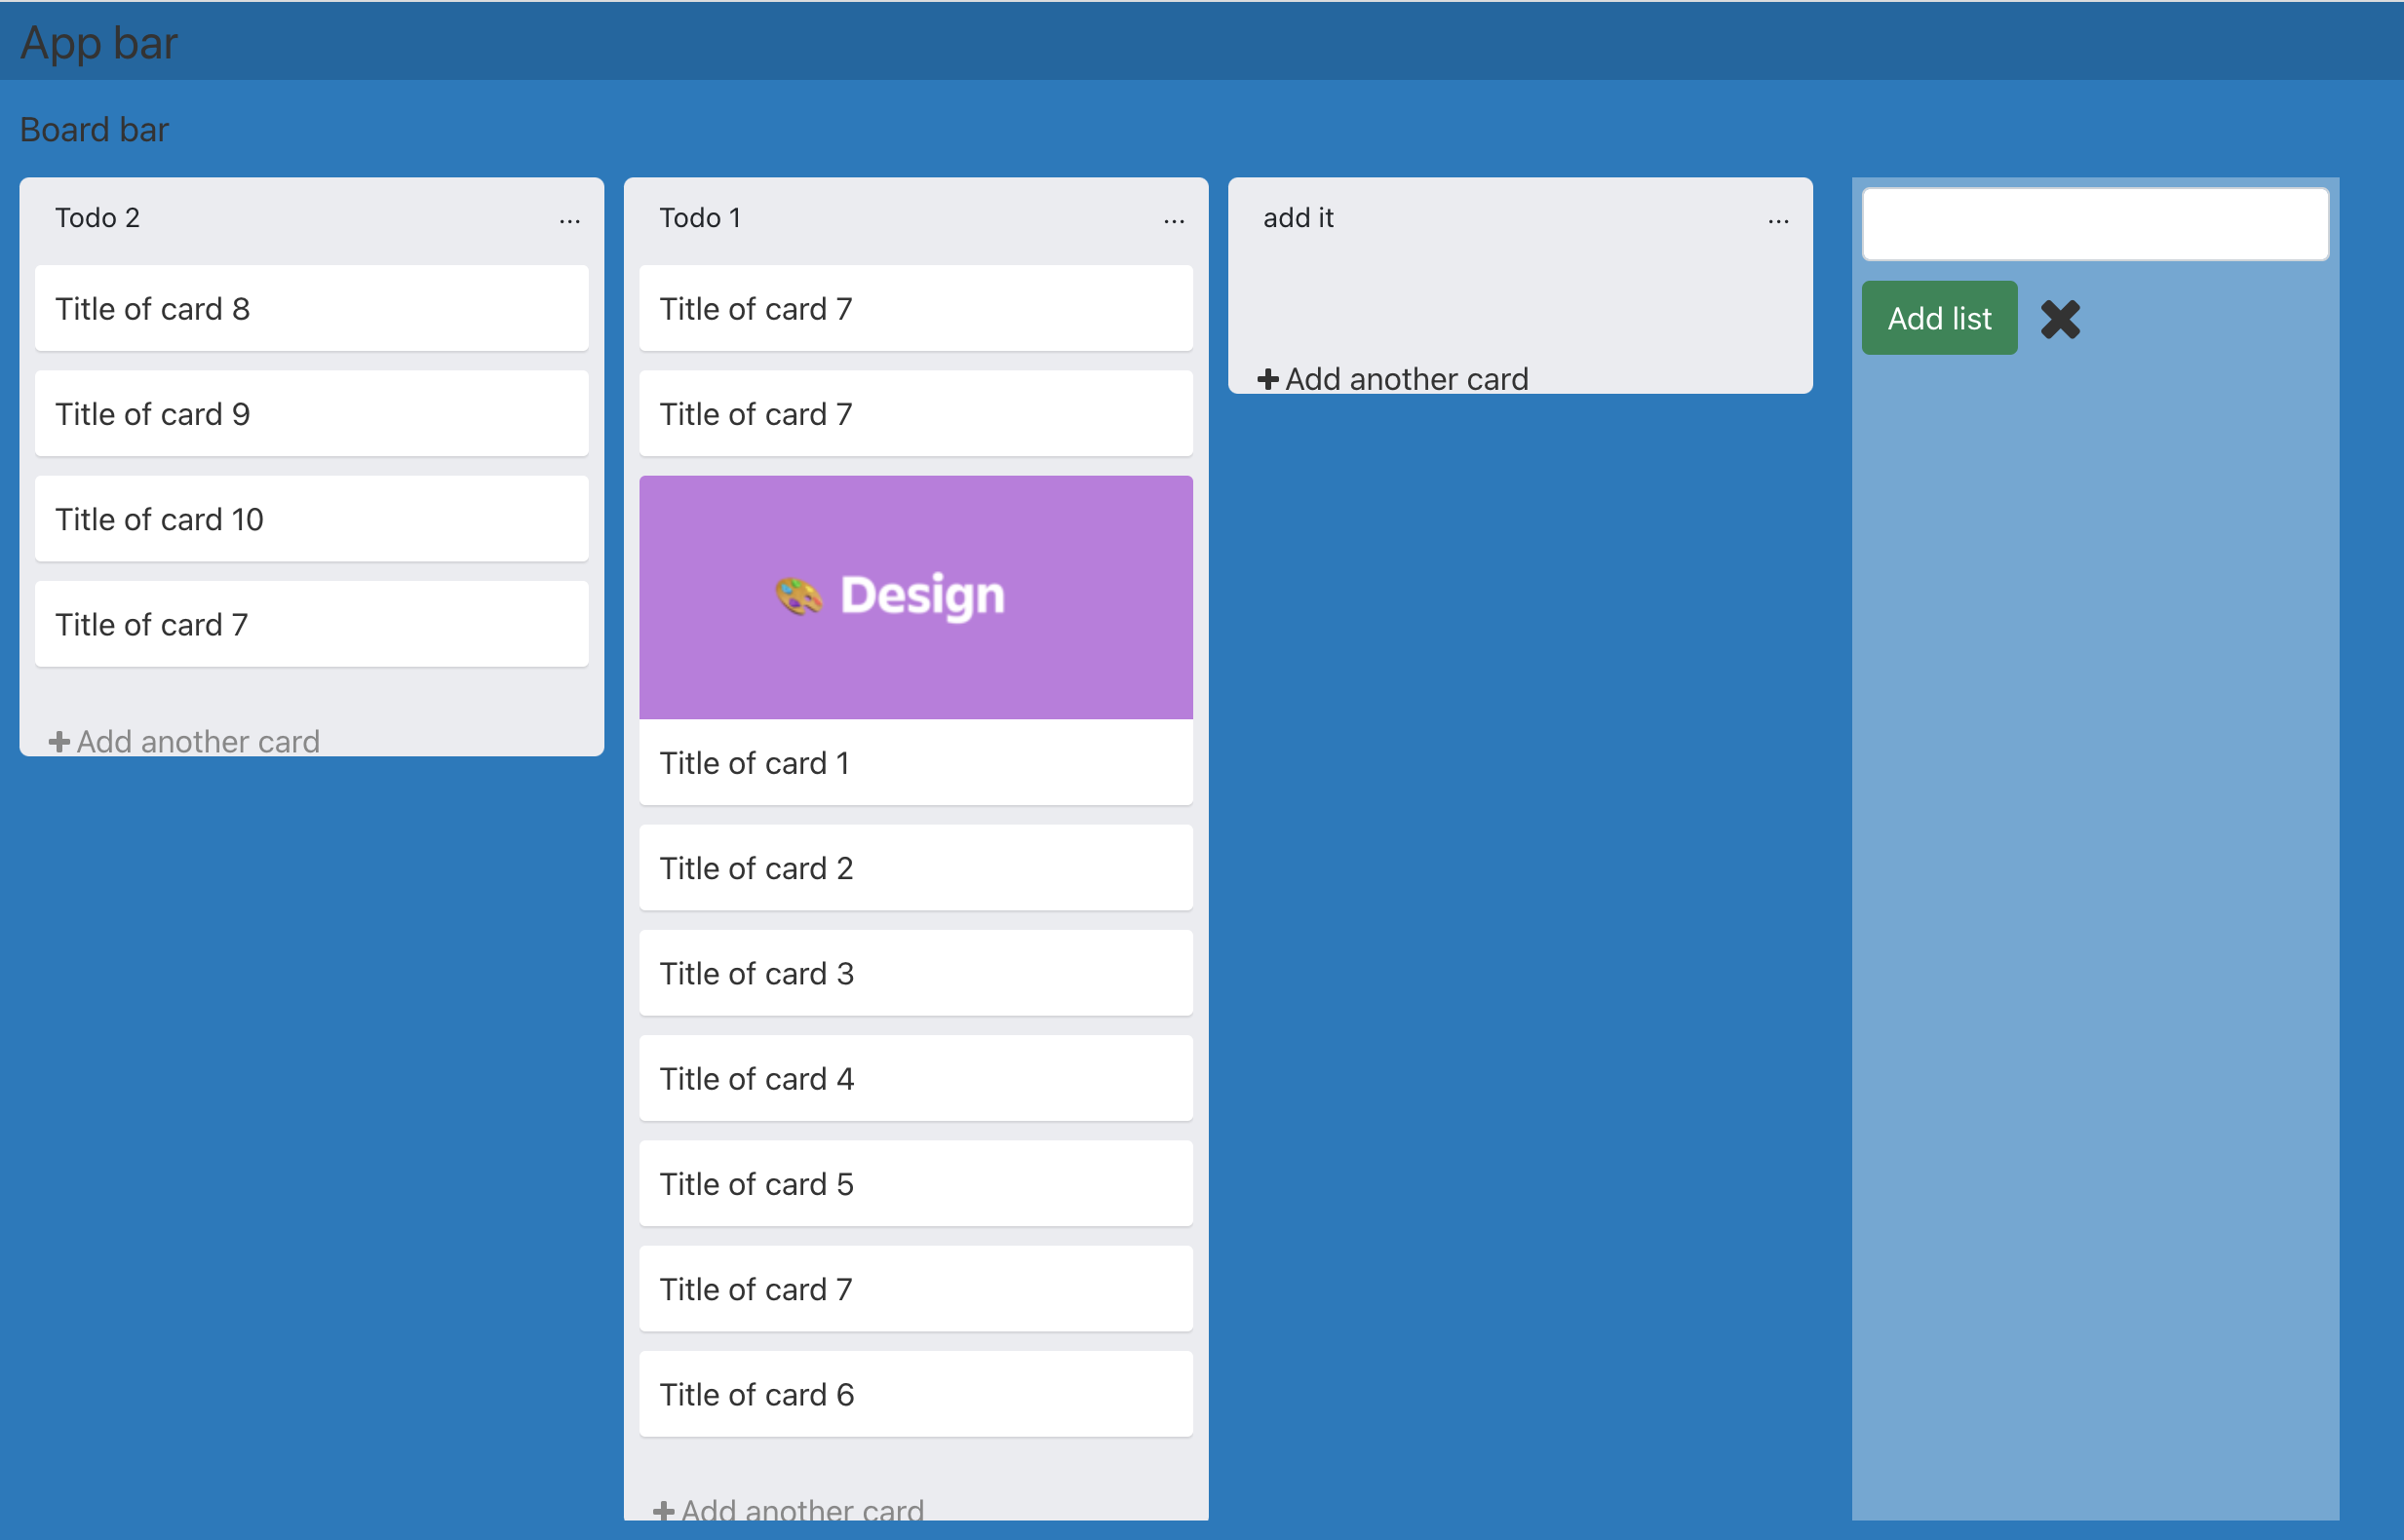 App bar
Board bar
Todo 2
...
Title of card 8
Title of card 9
Title of card 10
Title of card 7
Add another card
Todo 1
...
Title of card 7
Title of card 7
Design
Title of card 1
Title of card 2
Title of card 3
Title of card 4
Title of card 5
Title of card 7
Title of card 6
Add another card
add it
...
Add another card
Add list